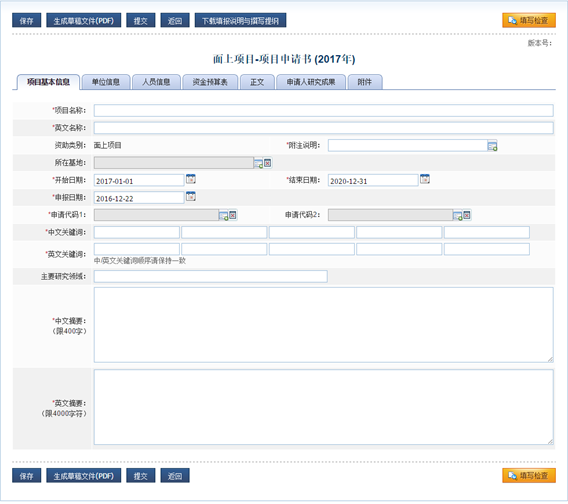 保存 生成草稿文件(PDF) 提交 返回 下载填报说明与撰写提纲 填写检查
版本号：
面上项目-项目申请书 (2017年)
项目基本信息 单位信息 人员信息 资金预算表 正文 申请人研究成果 附件
*项目名称：
*英文名称：
资助类别： 面上项目 *附注说明：
所在基地：
*开始日期： 2017-01-01 *结束日期： 2020-12-31
*申报日期： 2016-12-22
*申请代码1： 申请代码2：
*中文关键词：
*英文关键词：
中/英文关键词顺序请保持一致
主要研究领域：
*中文摘要：
（限400字）
*英文摘要：
（限4000字符）
保存 生成草稿文件(PDF) 提交 返回 填写检查